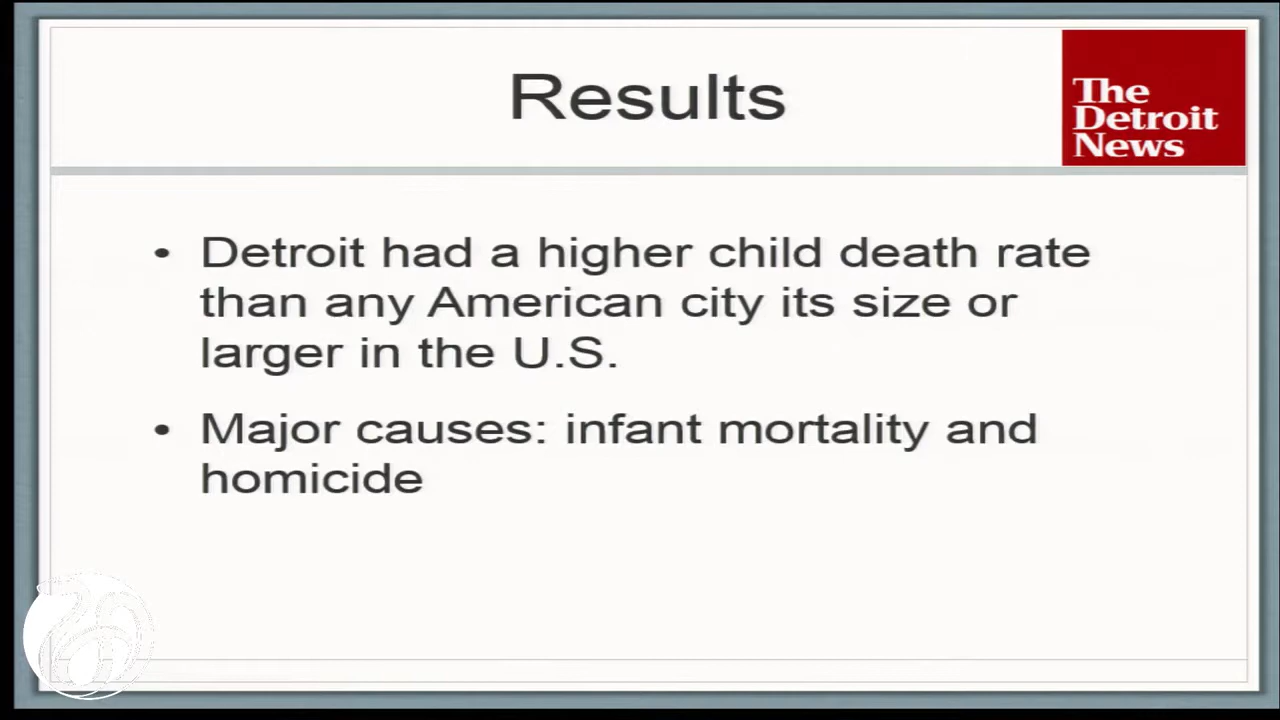 Results
The
Detroit
News
• Detroit had a higher child death rate
than any American city its size or
larger in the U.S.
• Major causes: infant mortality and
homicide